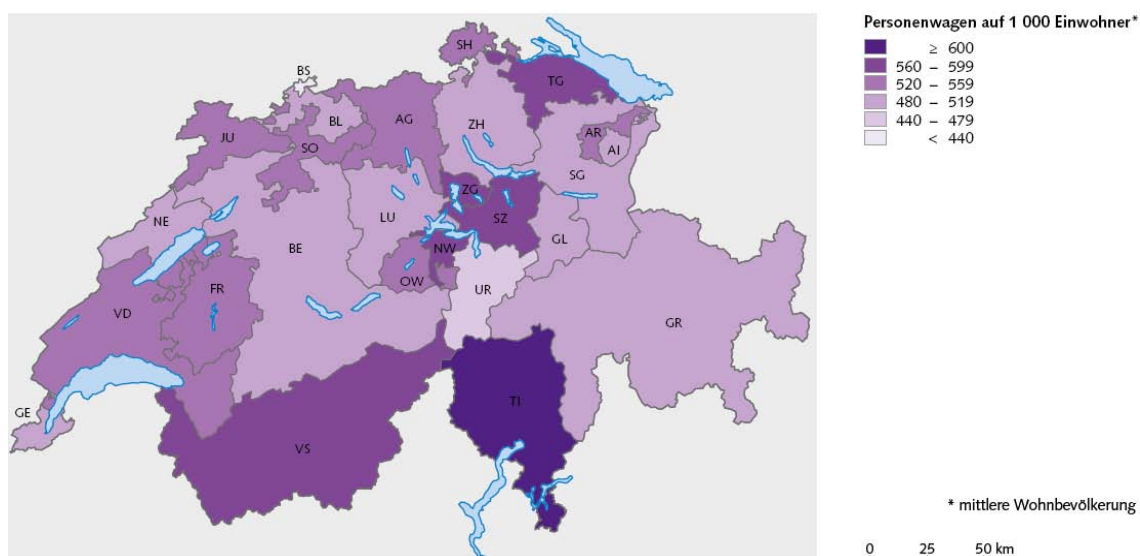 Personenwagen auf 1 000 Einwohner*
≥ 600
560 – 599
520 – 559
480 – 519
440 – 479
< 440
SH
BS
TG
BL
AG
ZH
JU
SO
AR
AI
SG
ZG
NE
LU
SZ
BE
GL
NW
OW
FR
UR
VD
GR
TI
GE
VS
* mittlere Wohnbevölkerung
0 25 50 km